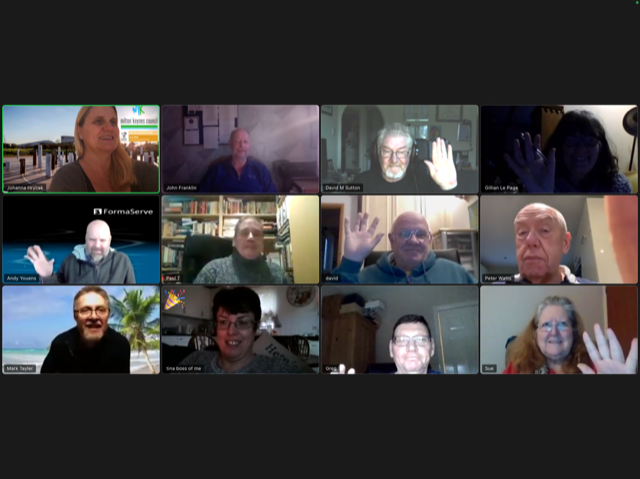 milton keynes council
Johanna Hrycak
John Franklin
David M Sutton
Gillian Le Page
FormaServe
Andy Youens
Paul T
david
Peter Watts
Mark Tayler
Ima boss of me
Greg
Sue